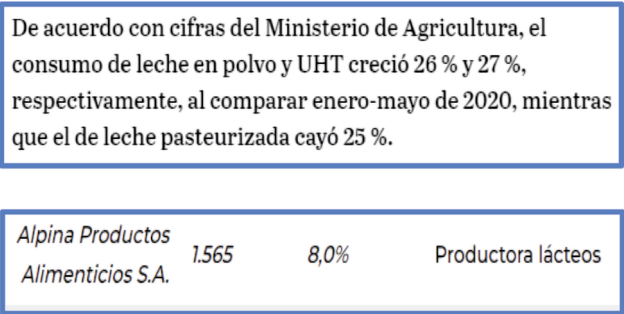 De acuerdo con cifras del Ministerio de Agricultura, el
consumo de leche en polvo y UHT creció 26 % y 27 %,
respectivamente, al comparar enero-mayo de 2020, mientras
que el de leche pasteurizada cayó 25 %.
Alpina Productos
Alimenticios S.A.
1.565
8,0%
Productora lácteos